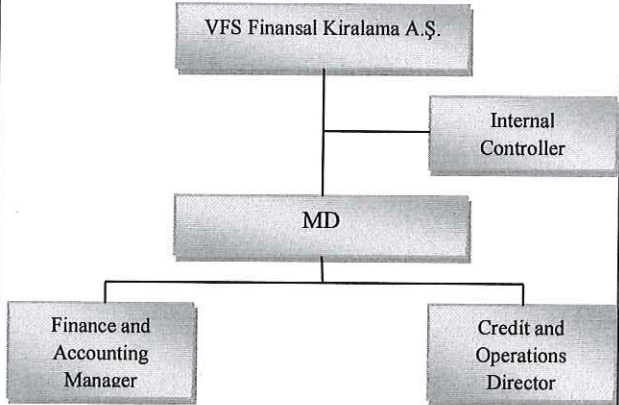 VFS Finansal Kiralama A.Ş.
Internal
Controller
MD
Finance and
Accounting
Manager
Credit and
Operations
Director